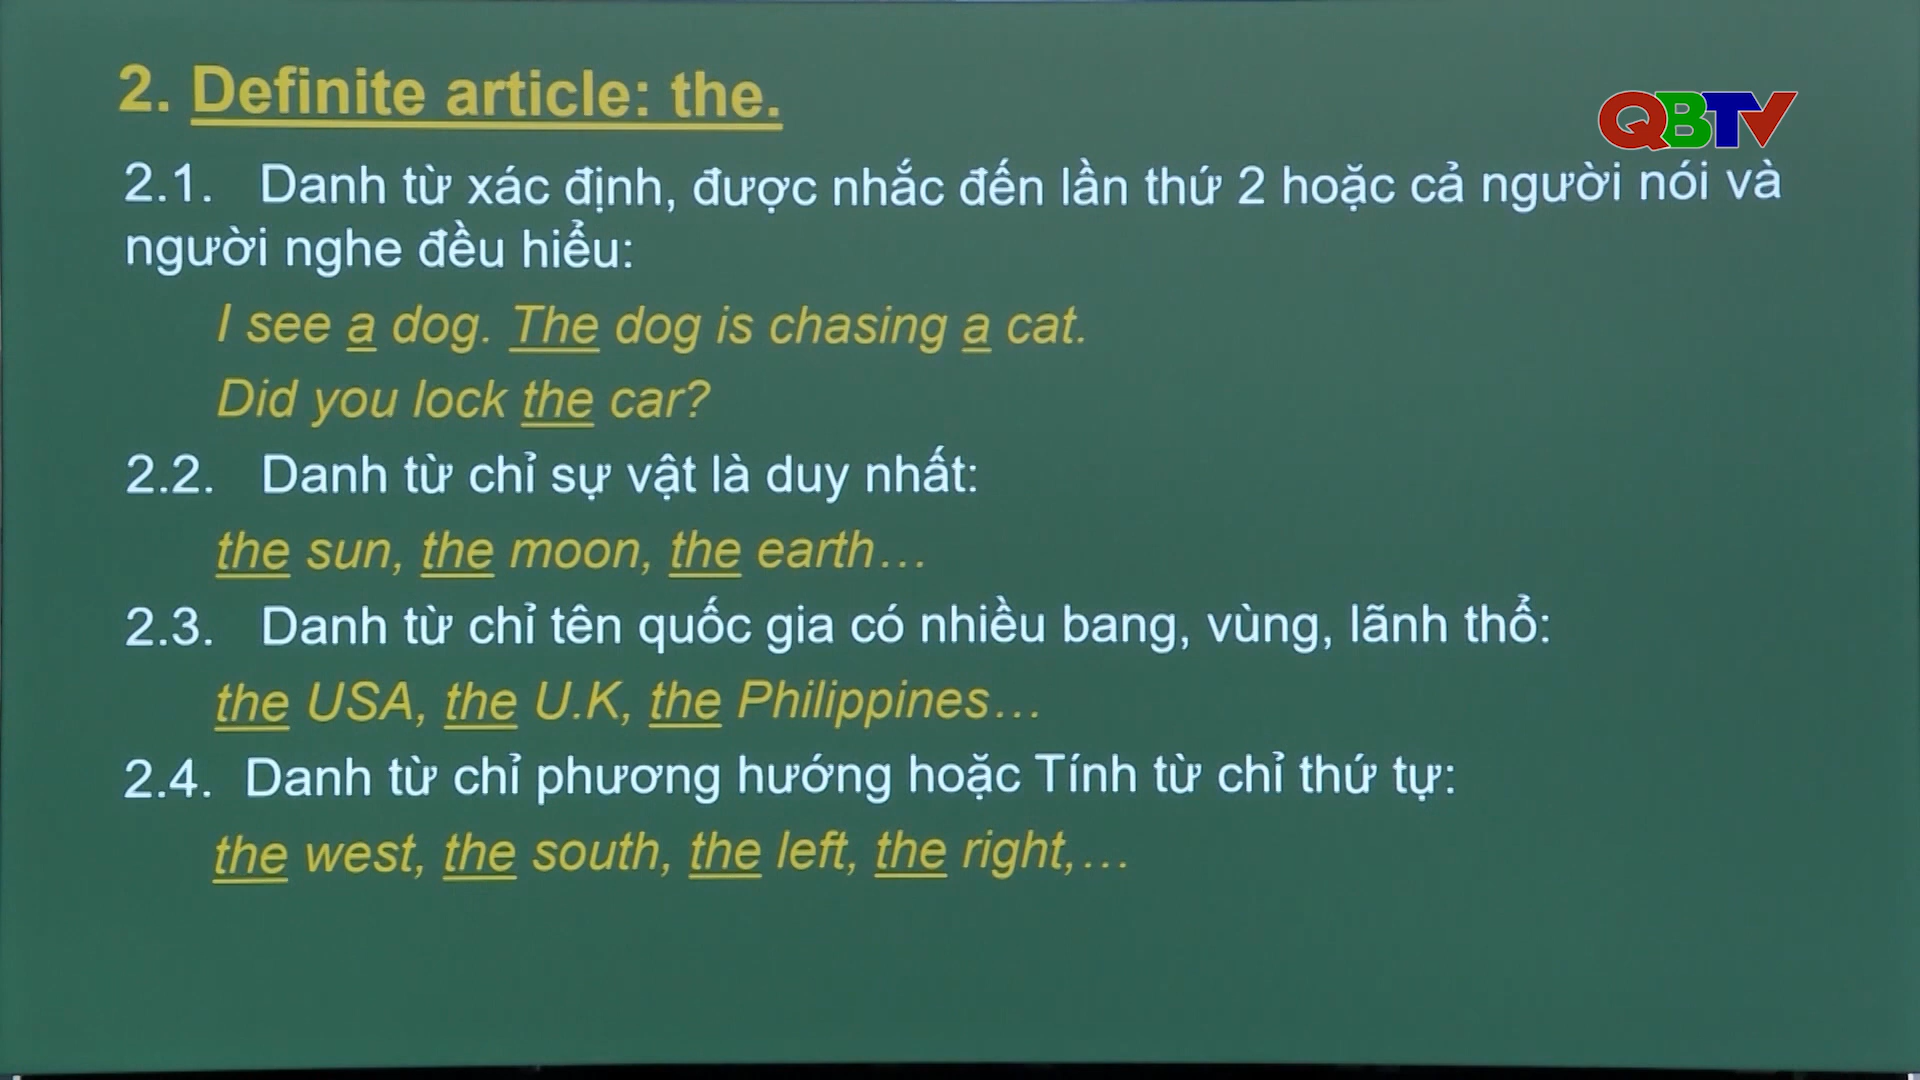 2. Definite article: the.
QBTV
2.1. Danh từ xác định, được nhắc đến lần thứ 2 hoặc cả người nói và
người nghe đều hiểu:
I see a dog. The dog is chasing a cat.
Did you lock the car?
2.2. Danh từ chỉ sự vật là duy nhất:
the sun, the moon, the earth…
2.3. Danh từ chỉ tên quốc gia có nhiều bang, vùng, lãnh thổ:
the USA, the U.K, the Philippines…
2.4. Danh từ chỉ phương hướng hoặc Tính từ chỉ thứ tự:
the west, the south, the left, the right,…